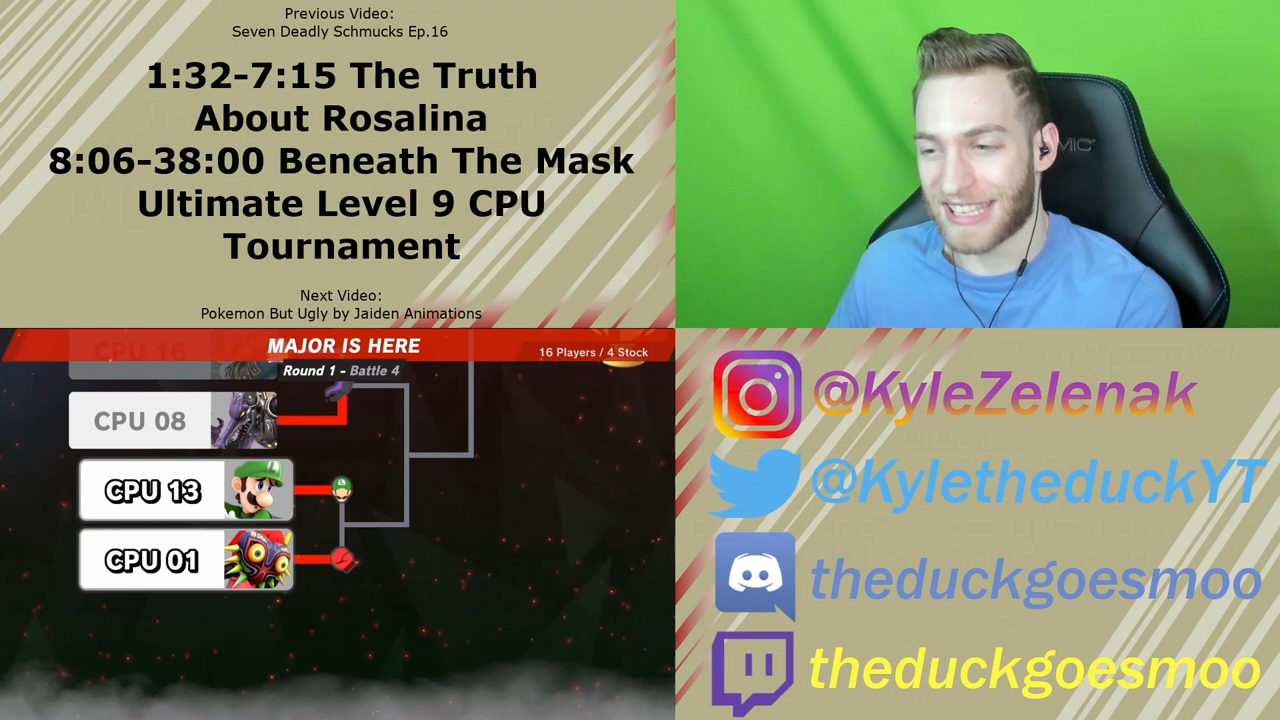 Previous Video:
Seven Deadly Schmucks Ep.16
1:32-7:15 The Truth
About Rosalina
8:06-38:00 Beneath The Mask
Ultimate Level 9 CPU
Tournament
Next Video:
Pokemon But Ugly by Jaiden Animations
MAJOR IS HERE
16 Players / 4 Stock
Round 1 - Battle 4
CPU 16
CPU 08
CPU 13
CPU 01
@KyleZelenak
@KyletheduckYT
theduckgoesmoo
theduckgoesmoo